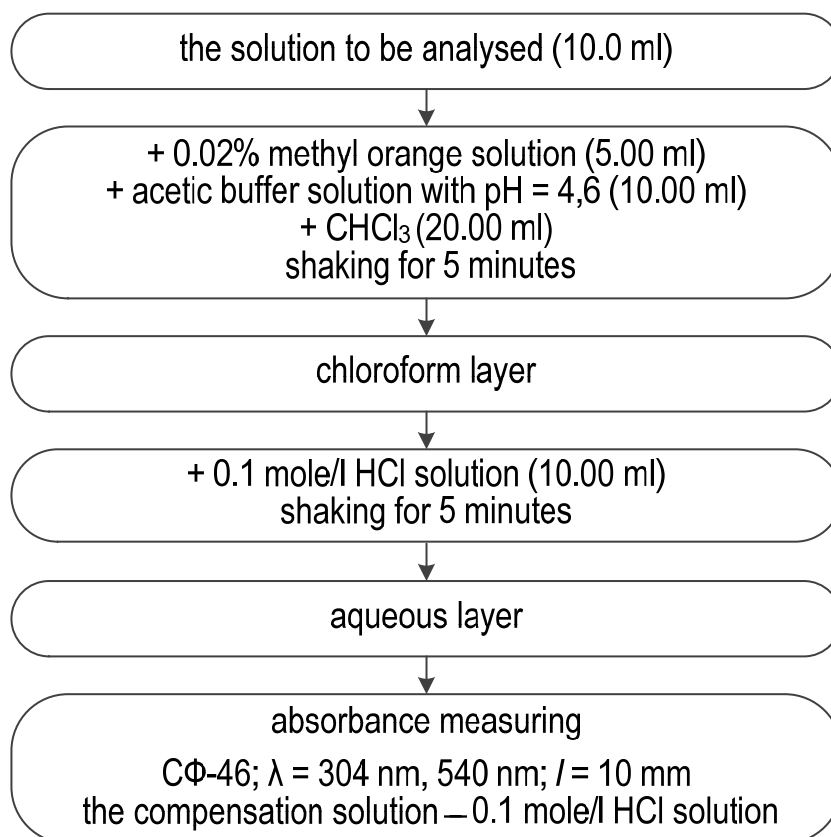 the solution to be analysed (10.0 ml)
+ 0.02% methyl orange solution (5.00 ml)
+ acetic buffer solution with pH = 4,6 (10.00 ml)
+ CHCl₃ (20.00 ml)
shaking for 5 minutes
chloroform layer
+ 0.1 mole/l HCl solution (10.00 ml)
shaking for 5 minutes
aqueous layer
absorbance measuring
СФ-46; λ = 304 nm, 540 nm; l = 10 mm
the compensation solution – 0.1 mole/l HCl solution